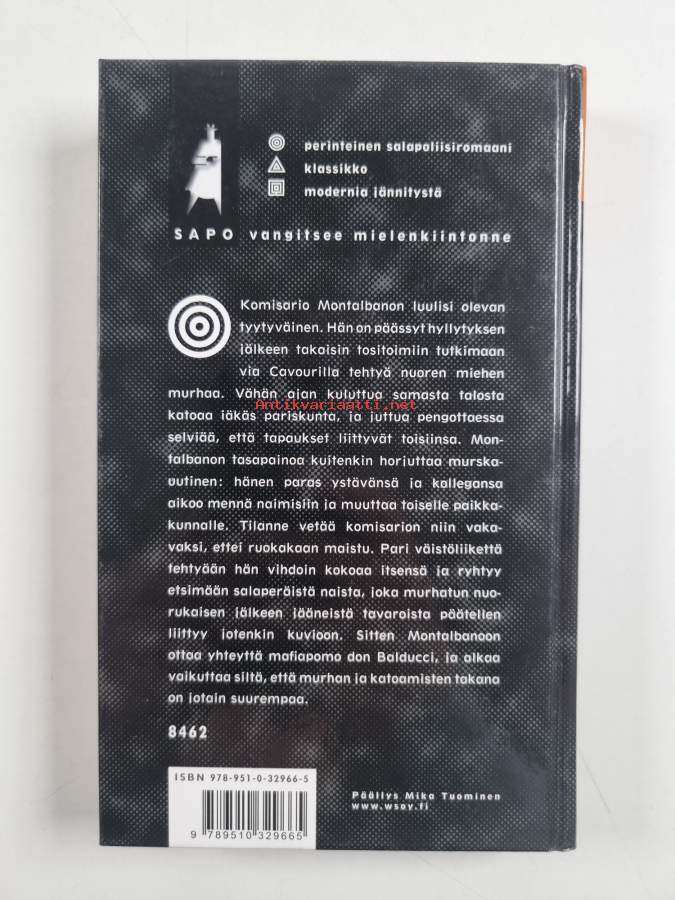 perinteinen salapoliisiromaani
klassikko
modernia jännitystä
SAPO vangitsee mielenkiintonne
Komisario Montalbanon luulisi olevan
tyytyväinen. Hän on päässyt hyllytyksen
jälkeen takaisin tositoimiin tutkimaan
via Cavourilla tehtyä nuoren miehen
murhaa. Vähän ajan kuluttua samasta talosta
Antikvariaatti.net
katoaa iäkäs pariskunta, ja juttua pengottaessa
selviää, että tapaukset liittyvät toisiinsa. Mon-
talbanon tasapainoa kuitenkin horjuttaa murska-
uutinen: hänen paras ystävänsä ja kallegansa
aikoo mennä naimisiin ja muuttaa toiselle paikka-
kunnalle. Tilanne vetää komisarion niin vaka-
vaksi, ettei ruokakaan maistu. Pari väistöliikettä
tehtyään hän vihdoin kokoaa itsensä ja ryhtyy
etsimään salaperäistä naista, joka murhatun nuo-
rukaisen jälkeen jääneistä tavaroista päätellen
liittyy jotenkin kuvioon. Sitten Montalbanoon
ottaa yhteyttä mafiapomo don Balducci, ja alkaa
vaikuttaa siltä, että murhan ja katoamisten takana
on jotain suurempaa.
8462
ISBN 978-951-0-32966-5
9 789510 329665
Päällys Mika Tuominen
www.wsoy.fi